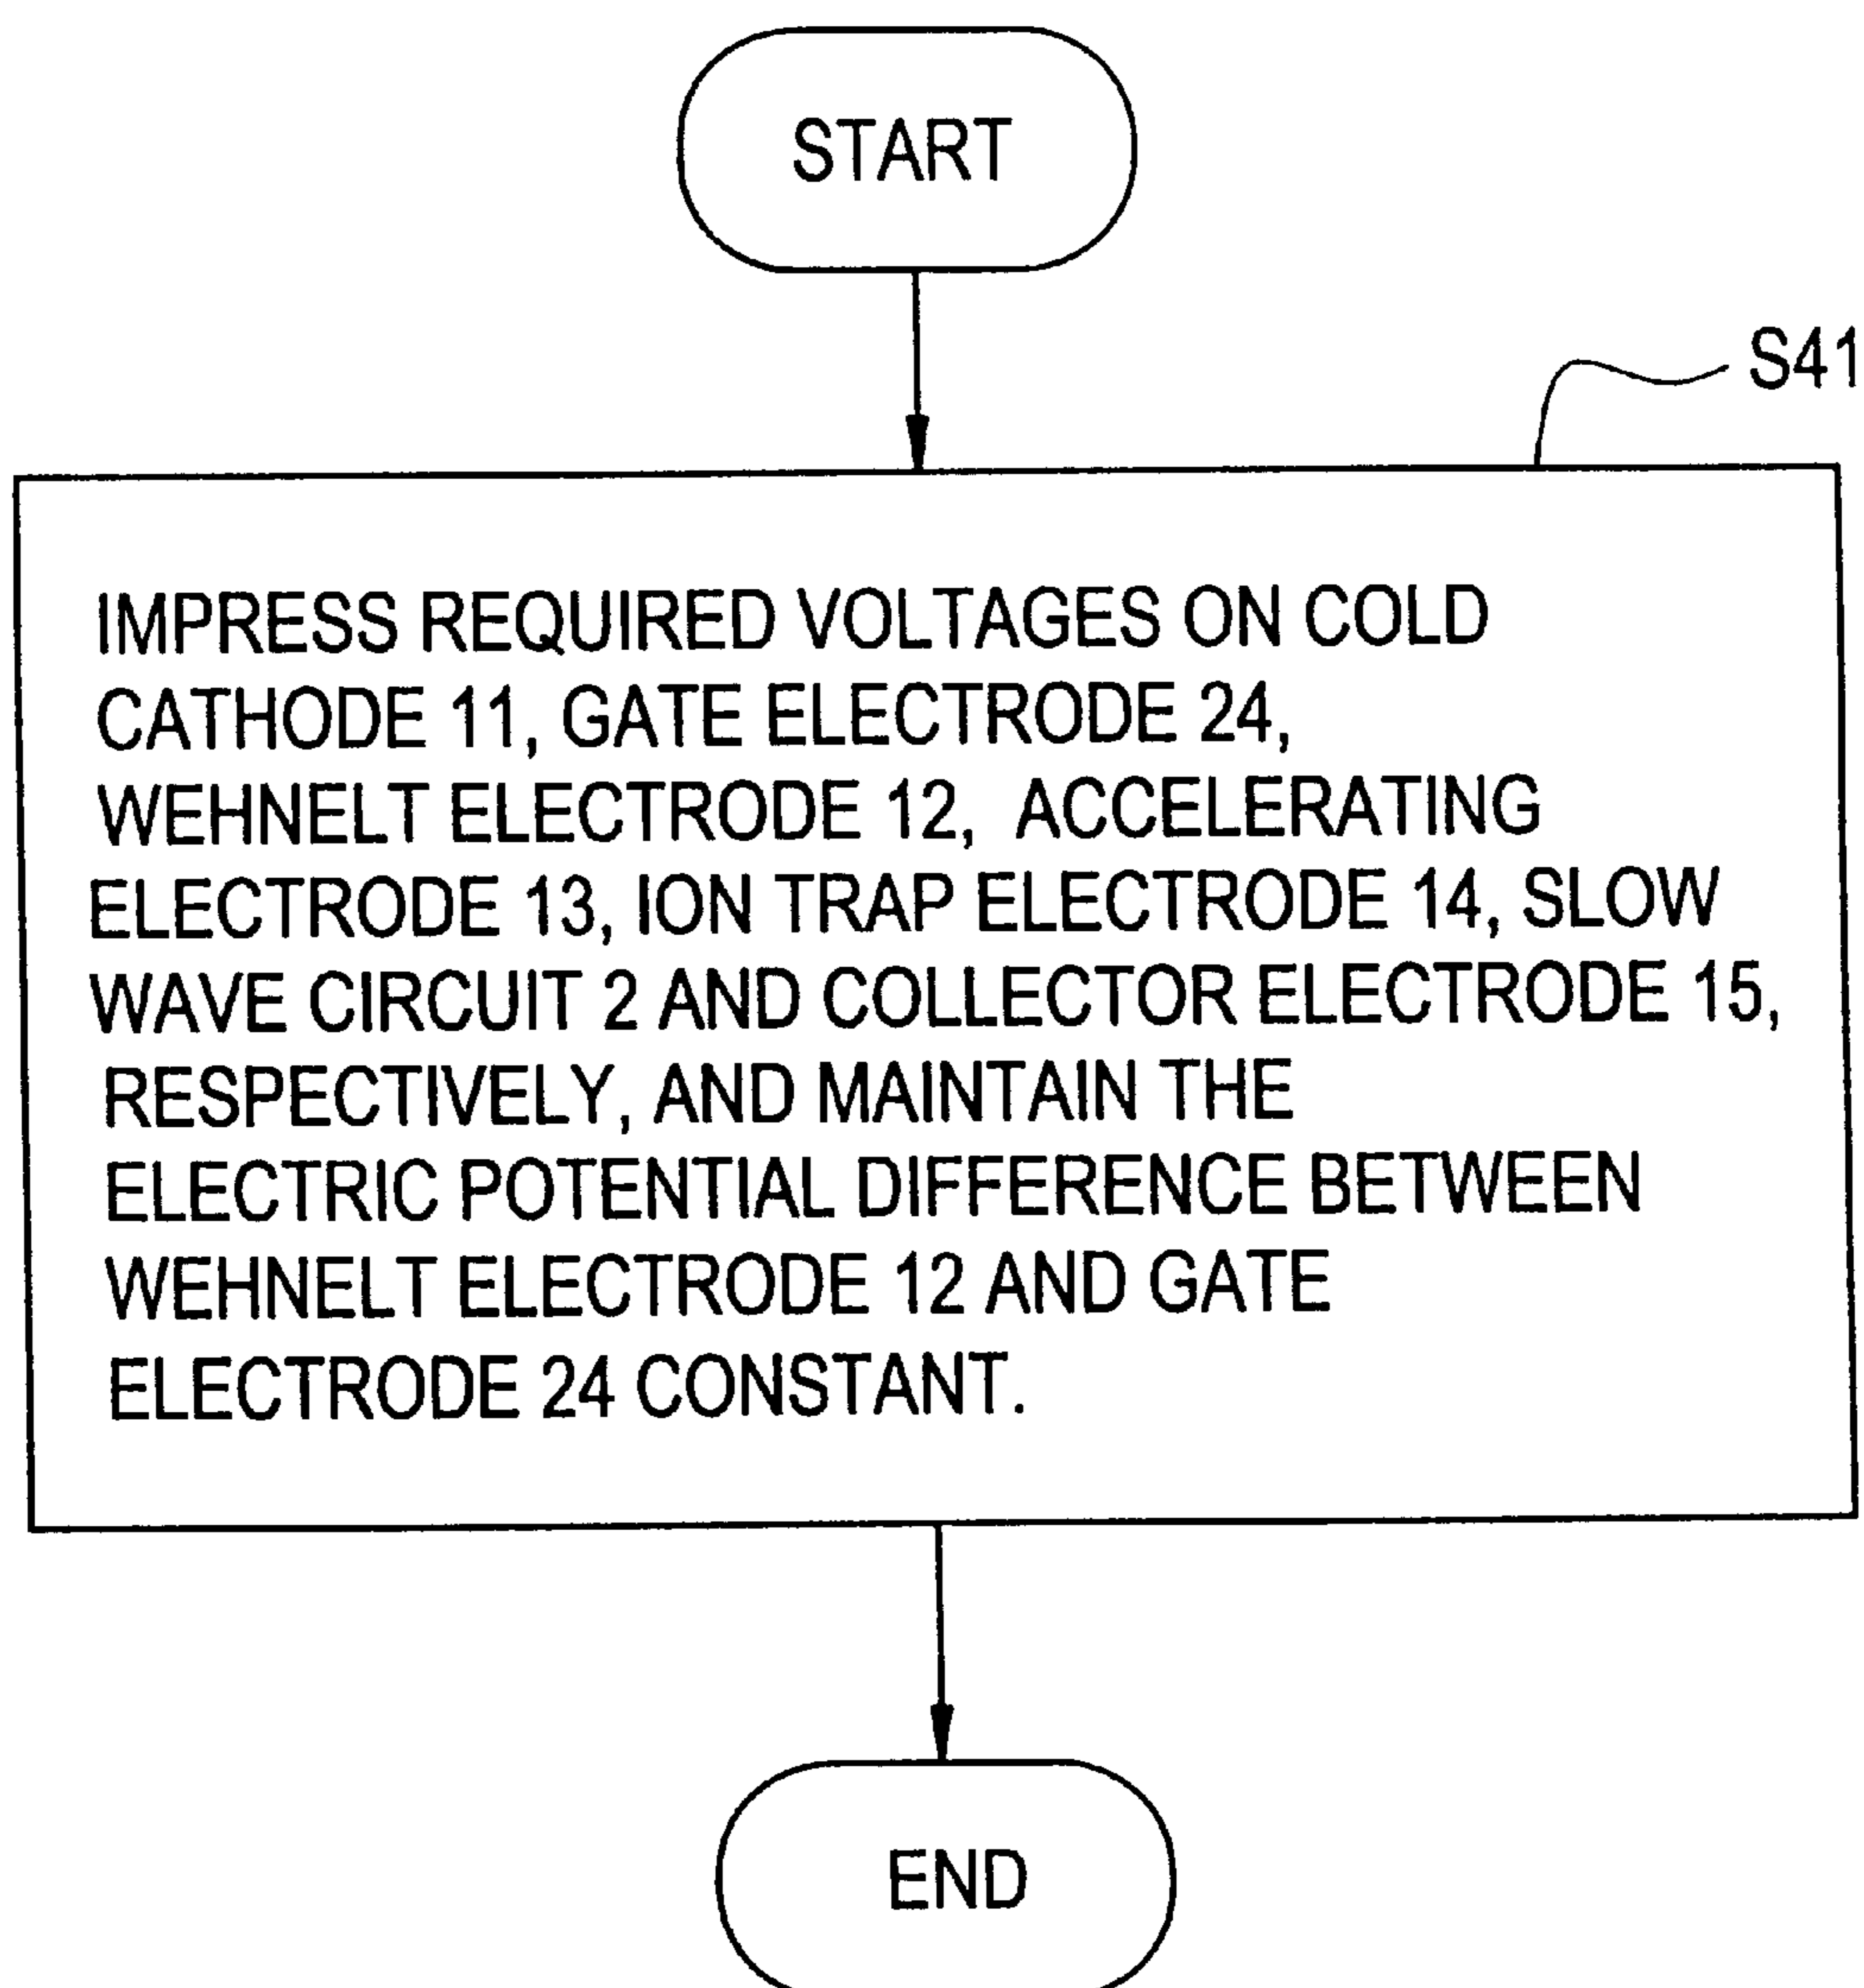 START
S41
IMPRESS REQUIRED VOLTAGES ON COLD
CATHODE 11, GATE ELECTRODE 24,
WEHNELT ELECTRODE 12, ACCELERATING
ELECTRODE 13, ION TRAP ELECTRODE 14, SLOW
WAVE CIRCUIT 2 AND COLLECTOR ELECTRODE 15,
RESPECTIVELY, AND MAINTAIN THE
ELECTRIC POTENTIAL DIFFERENCE BETWEEN
WEHNELT ELECTRODE 12 AND GATE
ELECTRODE 24 CONSTANT.
END